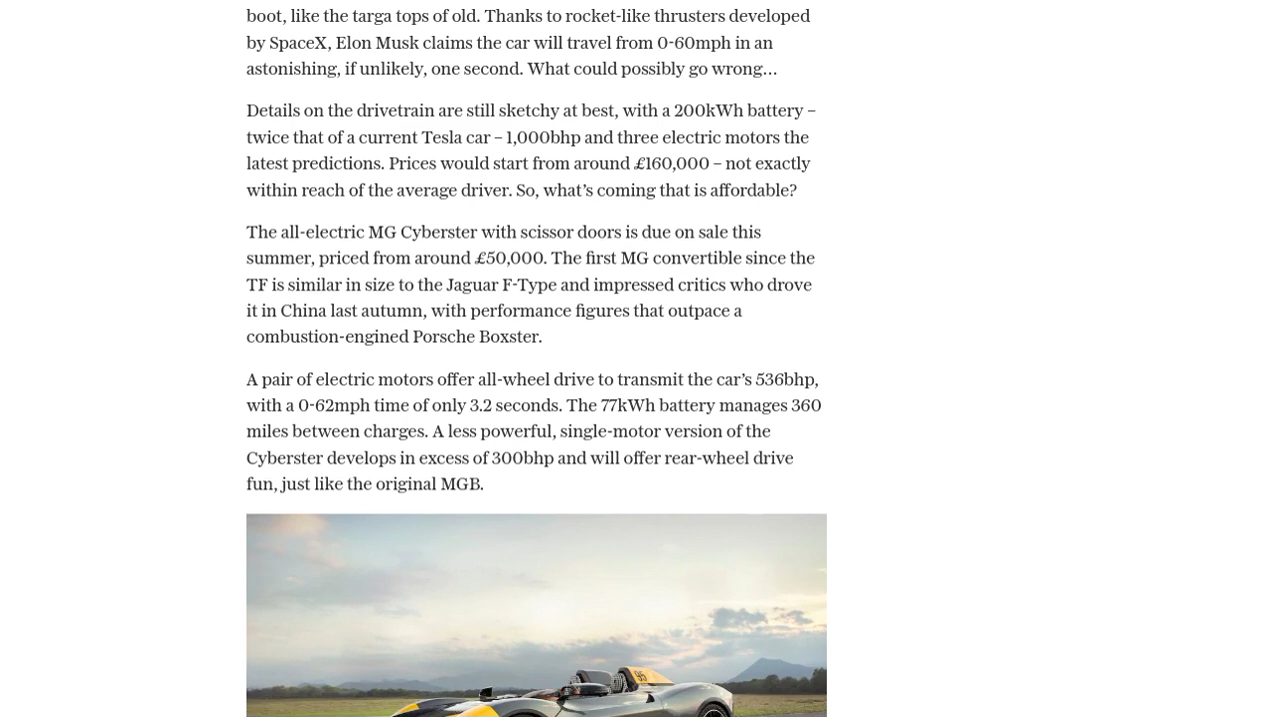 boot, like the targa tops of old. Thanks to rocket-like thrusters developed
by SpaceX, Elon Musk claims the car will travel from 0-60mph in an
astonishing, if unlikely, one second. What could possibly go wrong…
Details on the drivetrain are still sketchy at best, with a 200kWh battery –
twice that of a current Tesla car – 1,000bhp and three electric motors the
latest predictions. Prices would start from around £160,000 – not exactly
within reach of the average driver. So, what’s coming that is affordable?
The all-electric MG Cyberster with scissor doors is due on sale this
summer, priced from around £50,000. The first MG convertible since the
TF is similar in size to the Jaguar F-Type and impressed critics who drove
it in China last autumn, with performance figures that outpace a
combustion-engined Porsche Boxster.
A pair of electric motors offer all-wheel drive to transmit the car’s 536bhp,
with a 0-62mph time of only 3.2 seconds. The 77kWh battery manages 360
miles between charges. A less powerful, single-motor version of the
Cyberster develops in excess of 300bhp and will offer rear-wheel drive
fun, just like the original MGB.